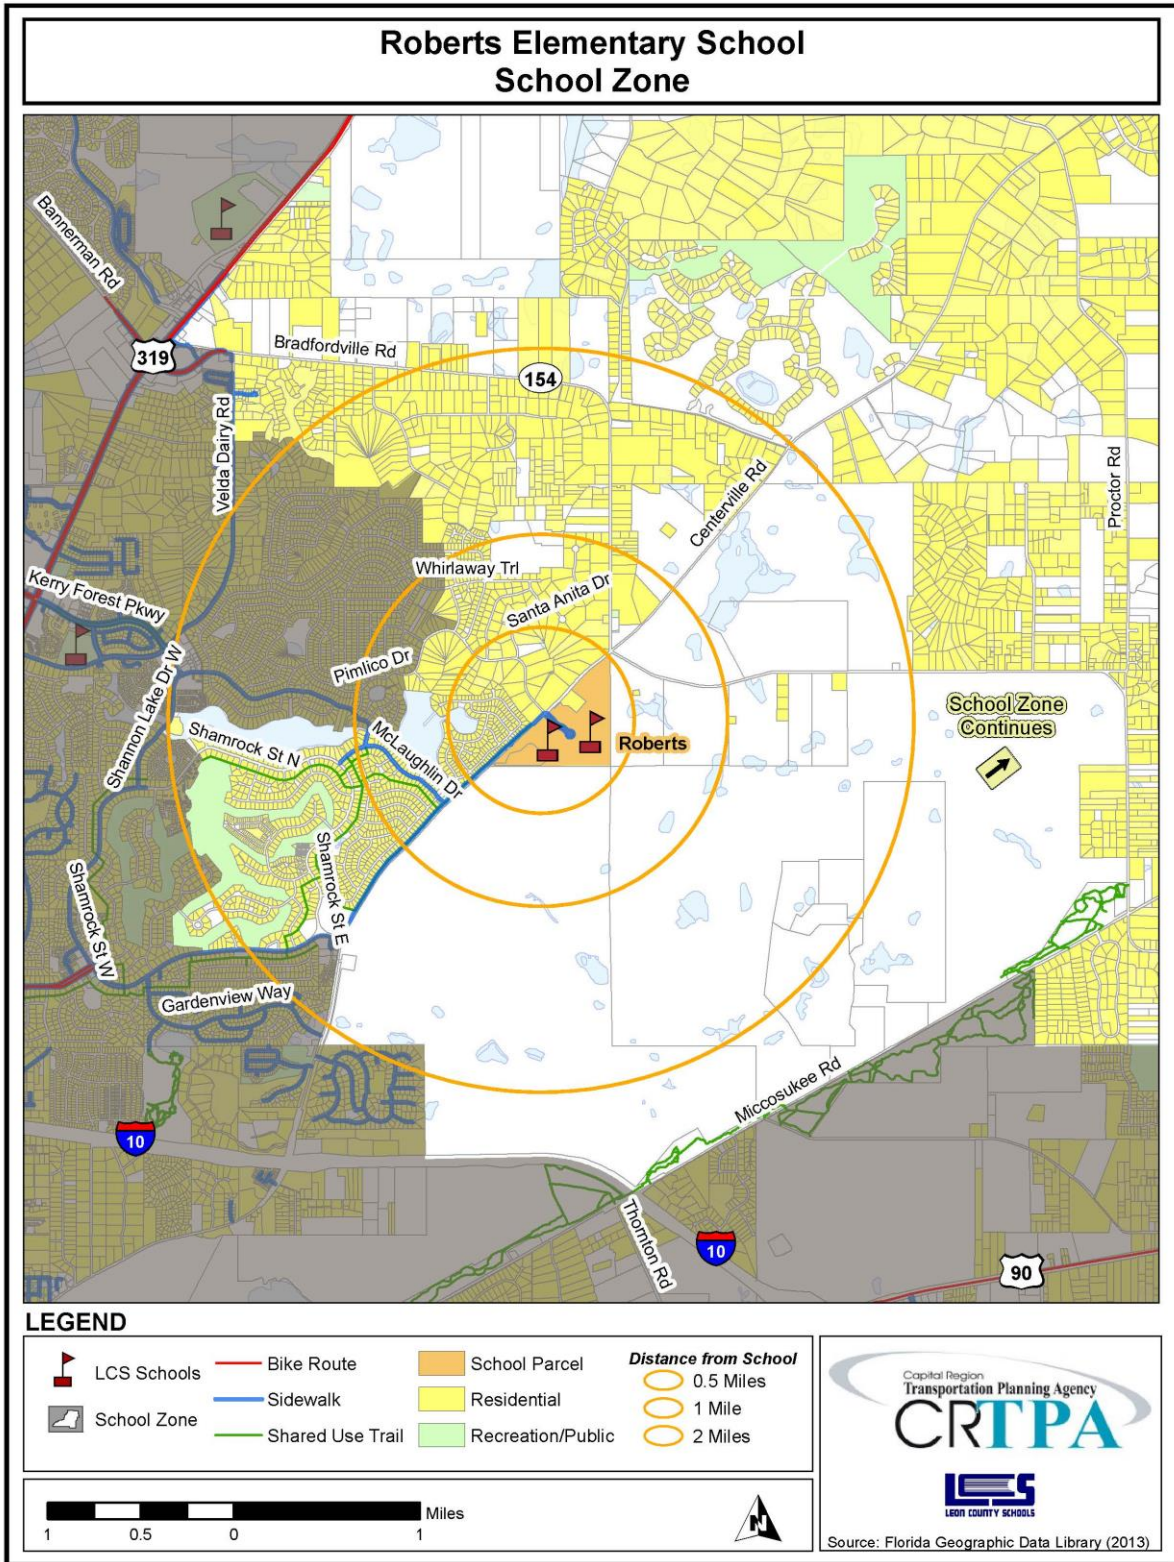 Roberts Elementary School
School Zone
Bannerman Rd
319
Bradfordville Rd
154
Velda Dairy Rd
Centerville Rd
Proctor Rd
Whirlaway Trl
Santa Anita Dr
Kerry Forest Pkwy
Pimlico Dr
Shannon Lake Dr W
Shamrock St N
McLaughlin Dr
Roberts
School Zone
Continues
Shamrock St E
Shamrock St W
Gardenview Way
Miccosukee Rd
10
Thornton Rd
10
90
LEGEND
LCS Schools
School Zone
Bike Route
Sidewalk
Shared Use Trail
School Parcel
Residential
Recreation/Public
Distance from School
0.5 Miles
1 Mile
2 Miles
Capital Region
Transportation Planning Agency
CRTPA
LCS
LEON COUNTY SCHOOLS
Source: Florida Geographic Data Library (2013)
Miles
1 0.5 0 1
N